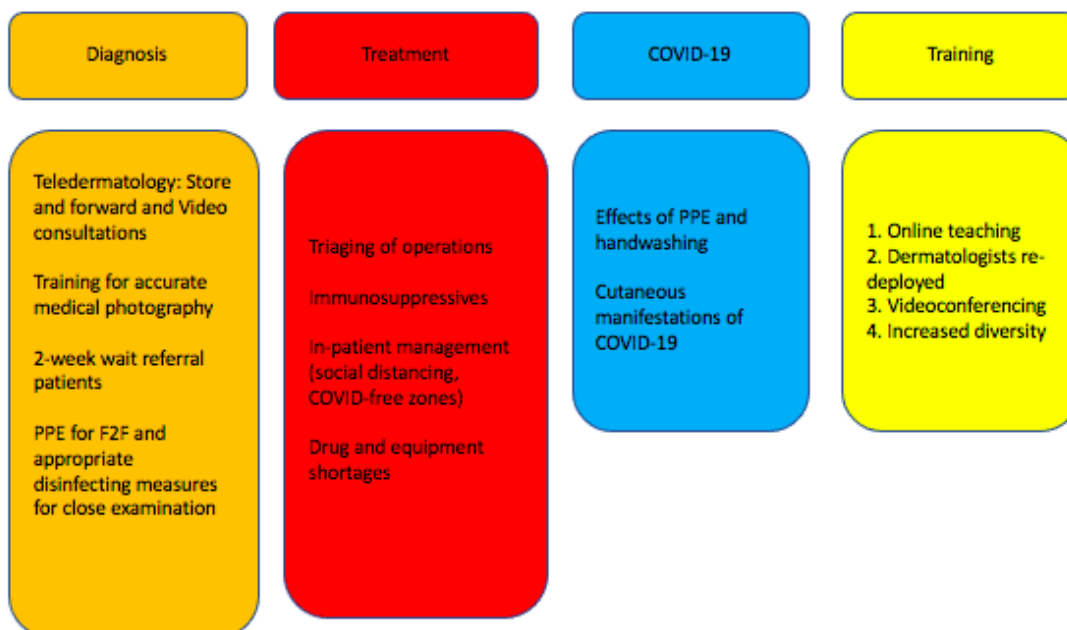 Diagnosis
Treatment
COVID-19
Training
Teledermatology: Store
and forward and Video
consultations
Training for accurate
medical photography
2-week wait referral
patients
PPE for F2F and
appropriate
disinfecting measures
for close examination
Triaging of operations
Immunosuppressives
In-patient management
(social distancing,
COVID-free zones)
Drug and equipment
shortages
Effects of PPE and
handwashing
Cutaneous
manifestations of
COVID-19
1. Online teaching
2. Dermatologists re-
deployed
3. Videoconferencing
4. Increased diversity